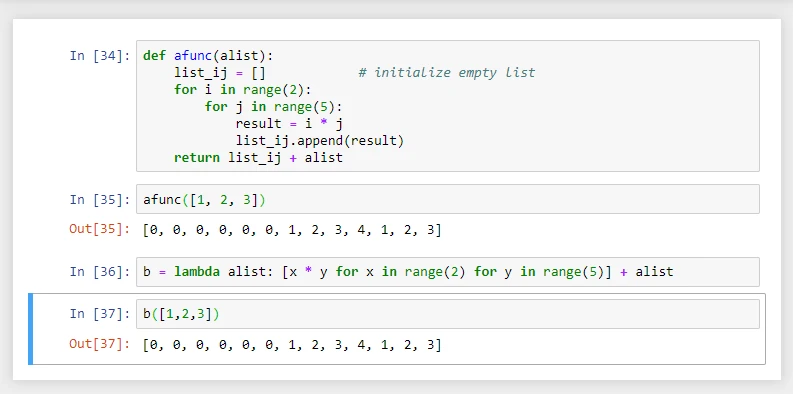 In [34]: def afunc(alist):
    list_ij = []            # initialize empty list
    for i in range(2):
        for j in range(5):
            result = i * j
            list_ij.append(result)
    return list_ij + alist
In [35]: afunc([1, 2, 3])
Out[35]: [0, 0, 0, 0, 0, 0, 1, 2, 3, 4, 1, 2, 3]
In [36]: b = lambda alist: [x * y for x in range(2) for y in range(5)] + alist
In [37]: b([1,2,3])
Out[37]: [0, 0, 0, 0, 0, 0, 1, 2, 3, 4, 1, 2, 3]